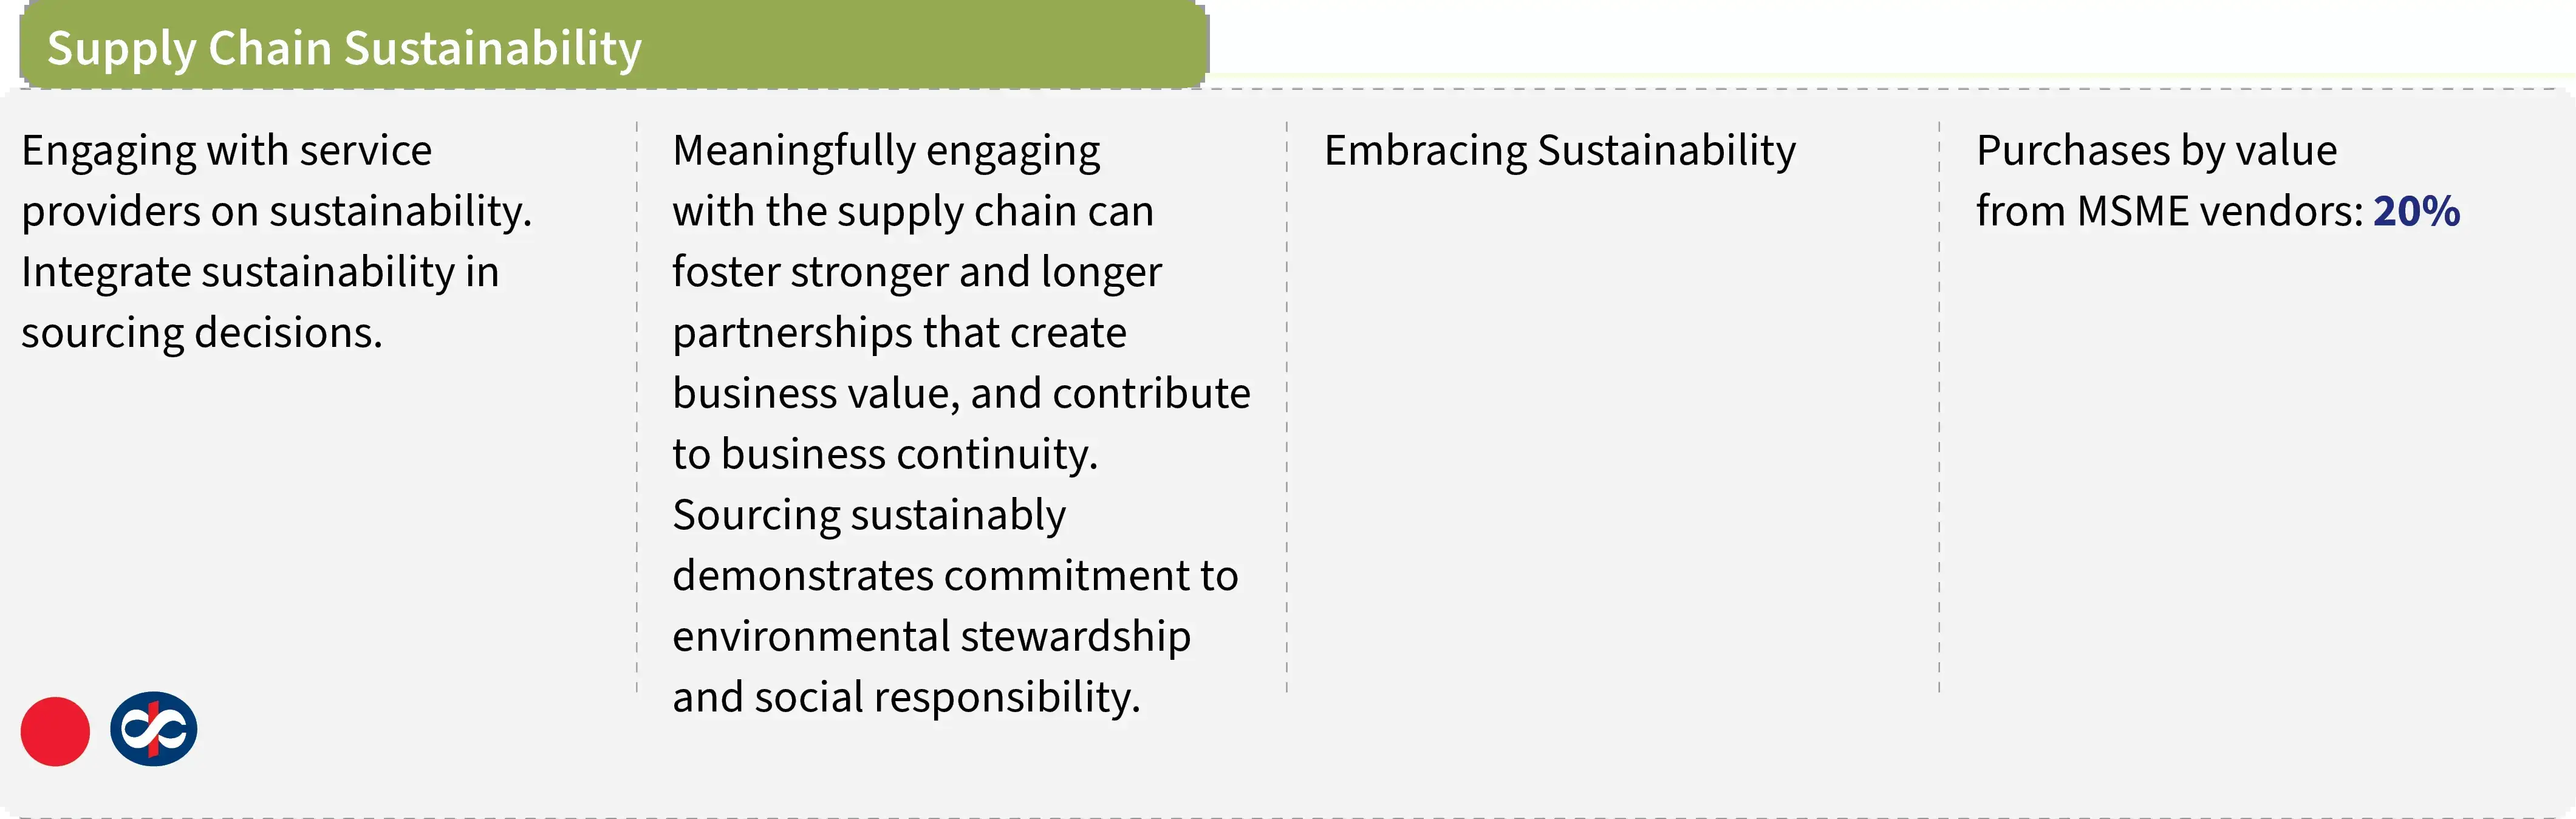 Supply Chain Sustainability
Engaging with service
providers on sustainability.
Integrate sustainability in
sourcing decisions.
Meaningfully engaging
with the supply chain can
foster stronger and longer
partnerships that create
business value, and contribute
to business continuity.
Sourcing sustainably
demonstrates commitment to
environmental stewardship
and social responsibility.
Embracing Sustainability
Purchases by value
from MSME vendors: 20%